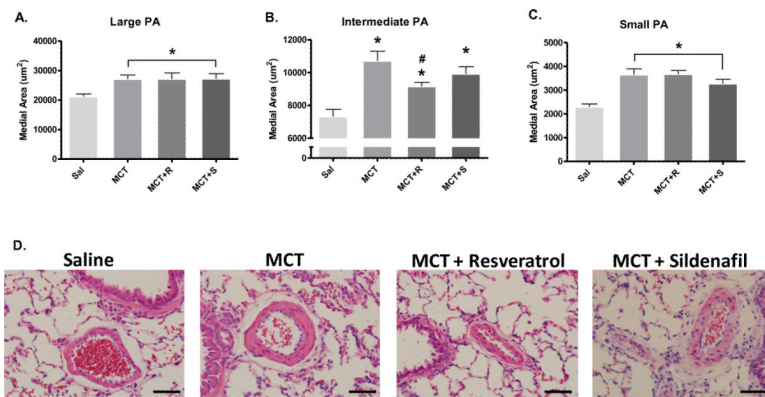 A.
Large PA
Medial Area (um²)
40000
30000
20000
10000
0
*
Sal
MCT
MCT+R
MCT+S
B.
Intermediate PA
Medial Area (um²)
12000
10000
8000
6000
600
0
*
#
*
*
Sal
MCT
MCT+R
MCT+S
C.
Small PA
Medial Area (um²)
5000
4000
3000
2000
1000
0
*
Sal
MCT
MCT+R
MCT+S
D.
Saline
MCT
MCT + Resveratrol
MCT + Sildenafil